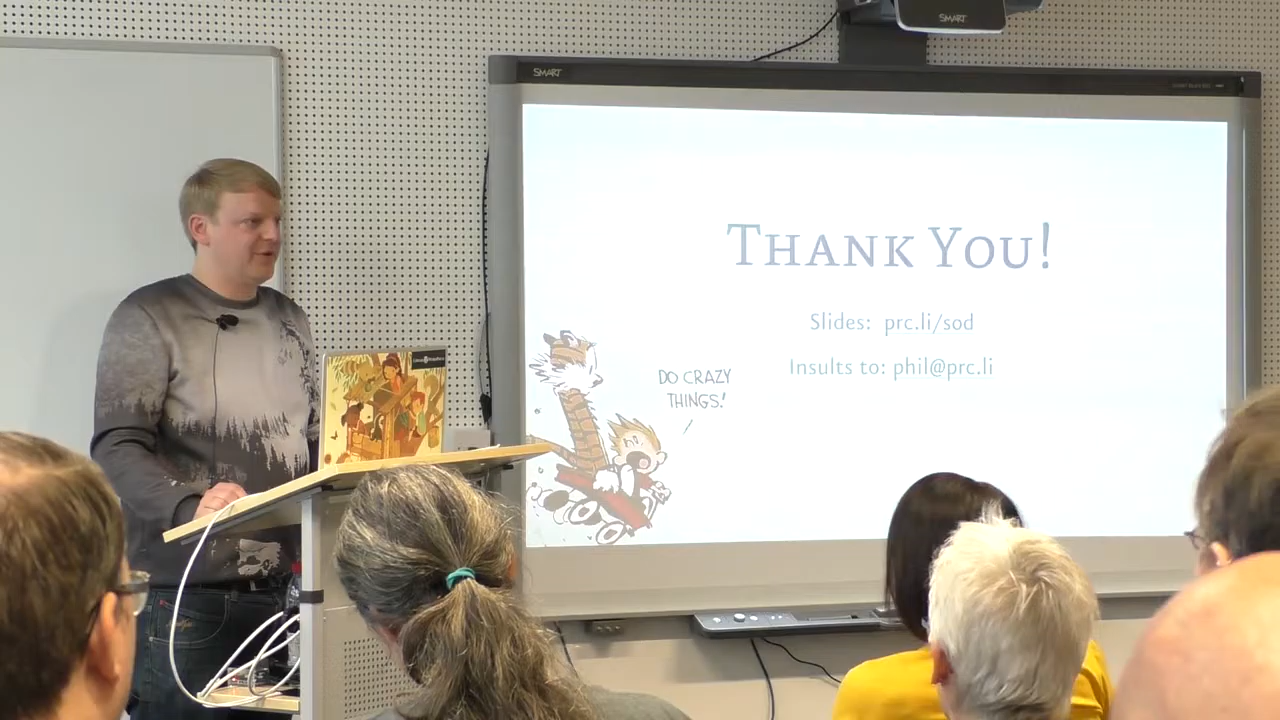 SMART
SMART
THANK YOU!
Slides: prc.li/sod
Insults to: phil@prc.li
DO CRAZY
THINGS!